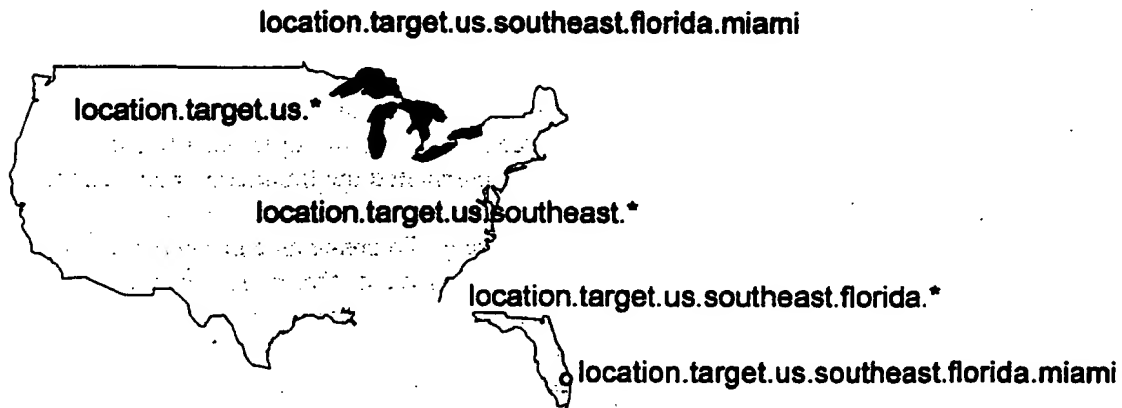 location.target.us.southeast.florida.miami
location.target.us.*
location.target.us.southeast.*
location.target.us.southeast.florida.*
location.target.us.southeast.florida.miami